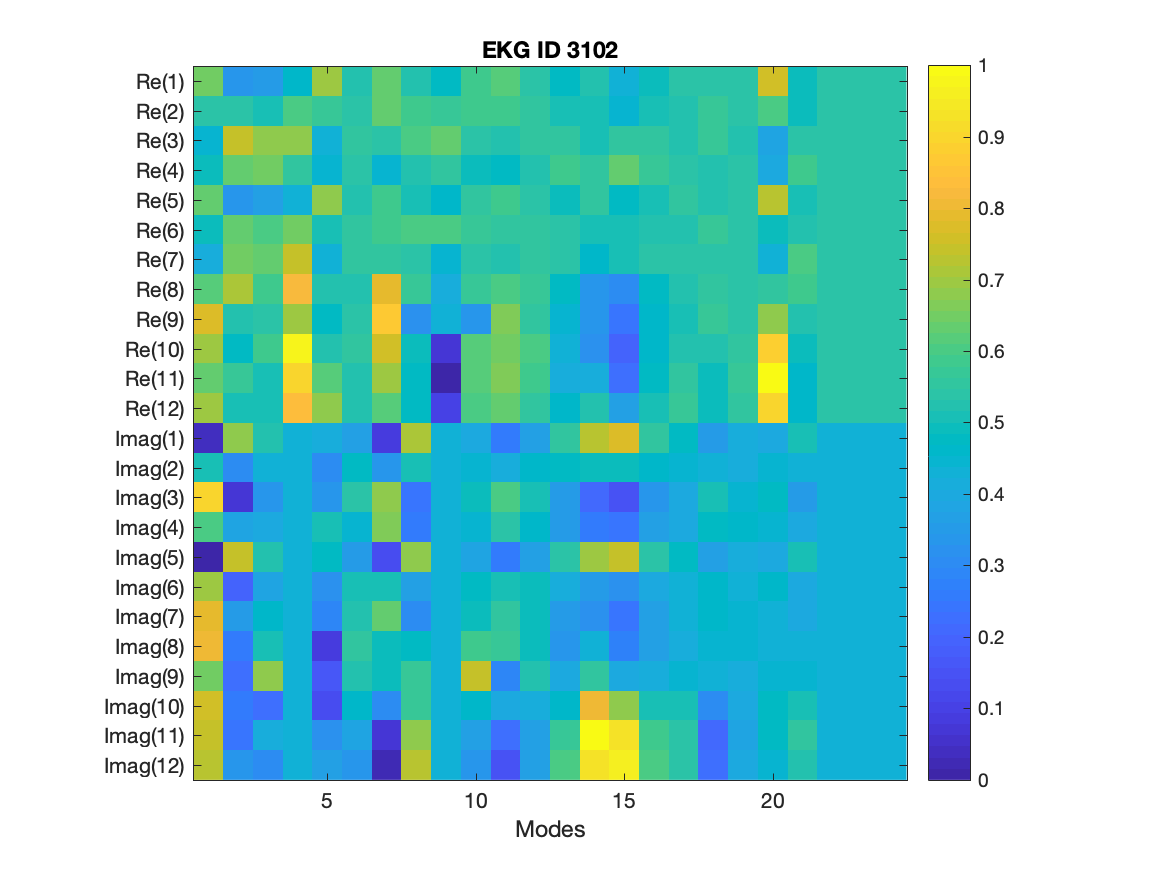 EKG ID 3102
Re(1)
Re(2)
Re(3)
Re(4)
Re(5)
Re(6)
Re(7)
Re(8)
Re(9)
Re(10)
Re(11)
Re(12)
Imag(1)
Imag(2)
Imag(3)
Imag(4)
Imag(5)
Imag(6)
Imag(7)
Imag(8)
Imag(9)
Imag(10)
Imag(11)
Imag(12)
5 10 15 20
Modes
1
0.9
0.8
0.7
0.6
0.5
0.4
0.3
0.2
0.1
0